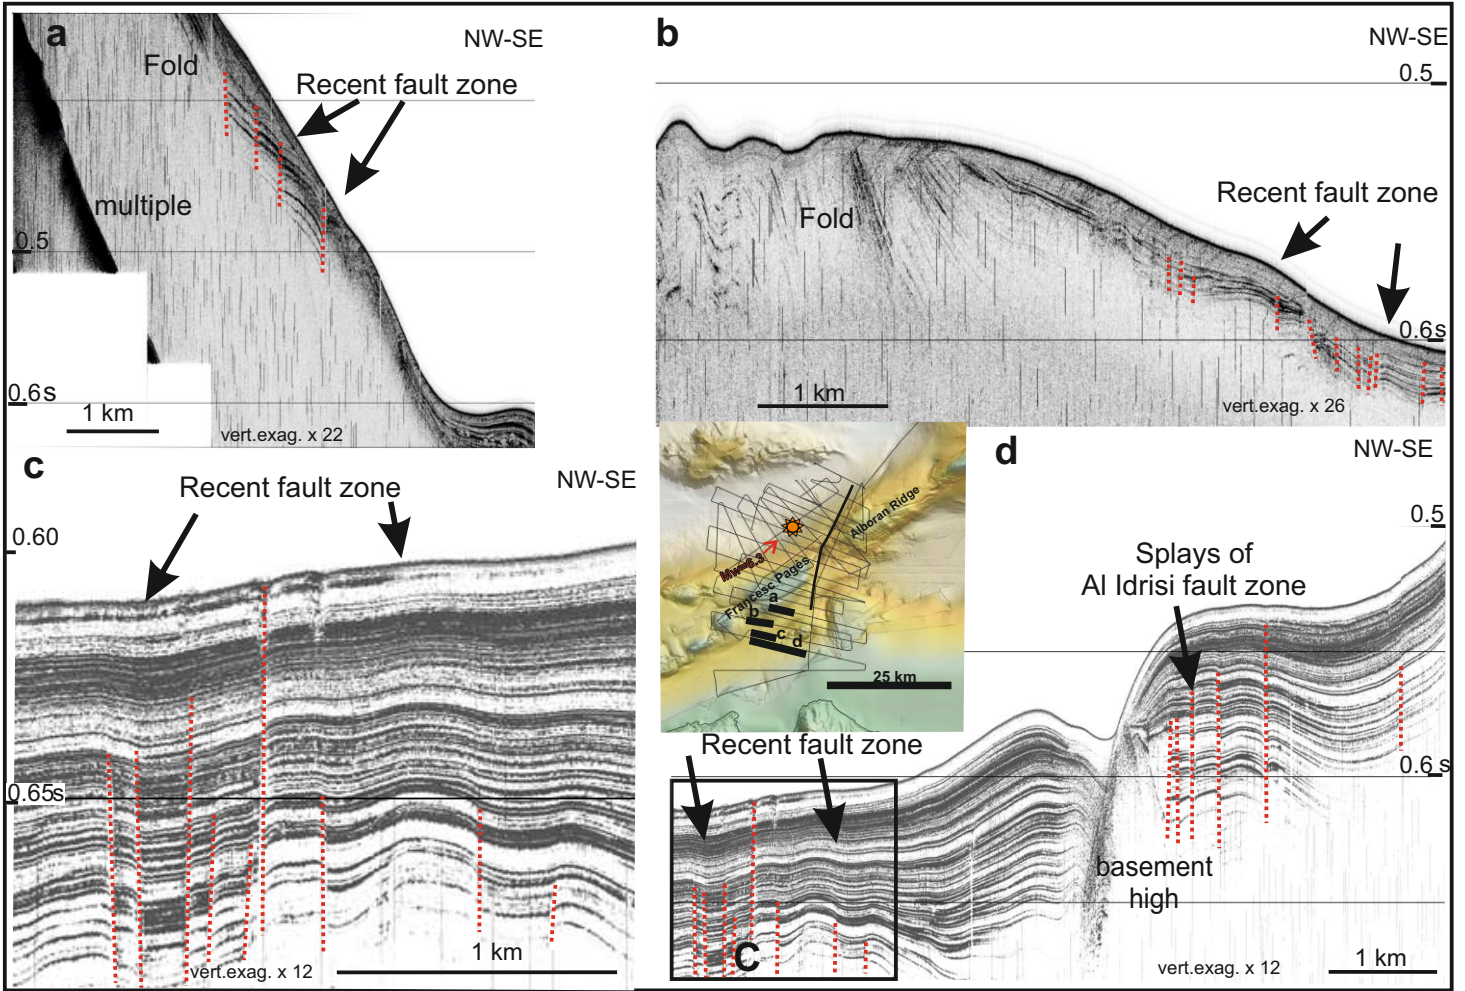 a
NW-SE
Fold
Recent fault zone
multiple
0.5
0.6s
1 km
vert.exag. x 22
b
NW-SE
0.5
Recent fault zone
Fold
0.6s
1 km
vert.exag. x 26
c
NW-SE
Recent fault zone
0.60
0.65s
1 km
vert.exag. x 12
Alboran Ridge
Mw=6.3
Francesc Pages
a
b
c
d
25 km
d
NW-SE
0.5
Splays of
Al Idrisi fault zone
Recent fault zone
0.6s
basement
high
C
vert.exag. x 12
1 km